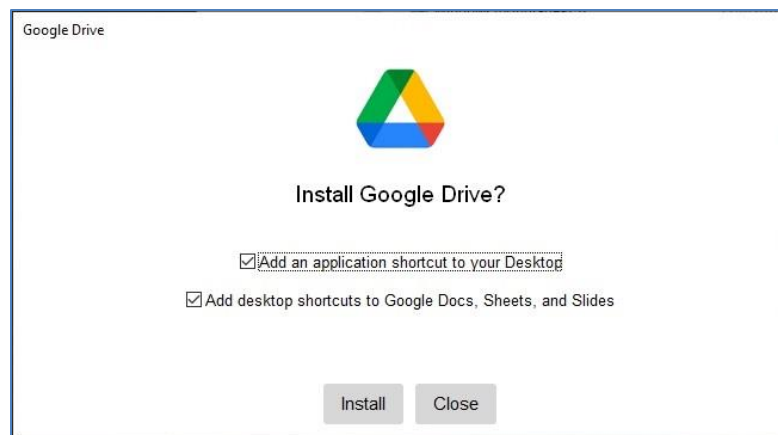 Google Drive
Install Google Drive?
Add an application shortcut to your Desktop
Add desktop shortcuts to Google Docs, Sheets, and Slides
Install Close